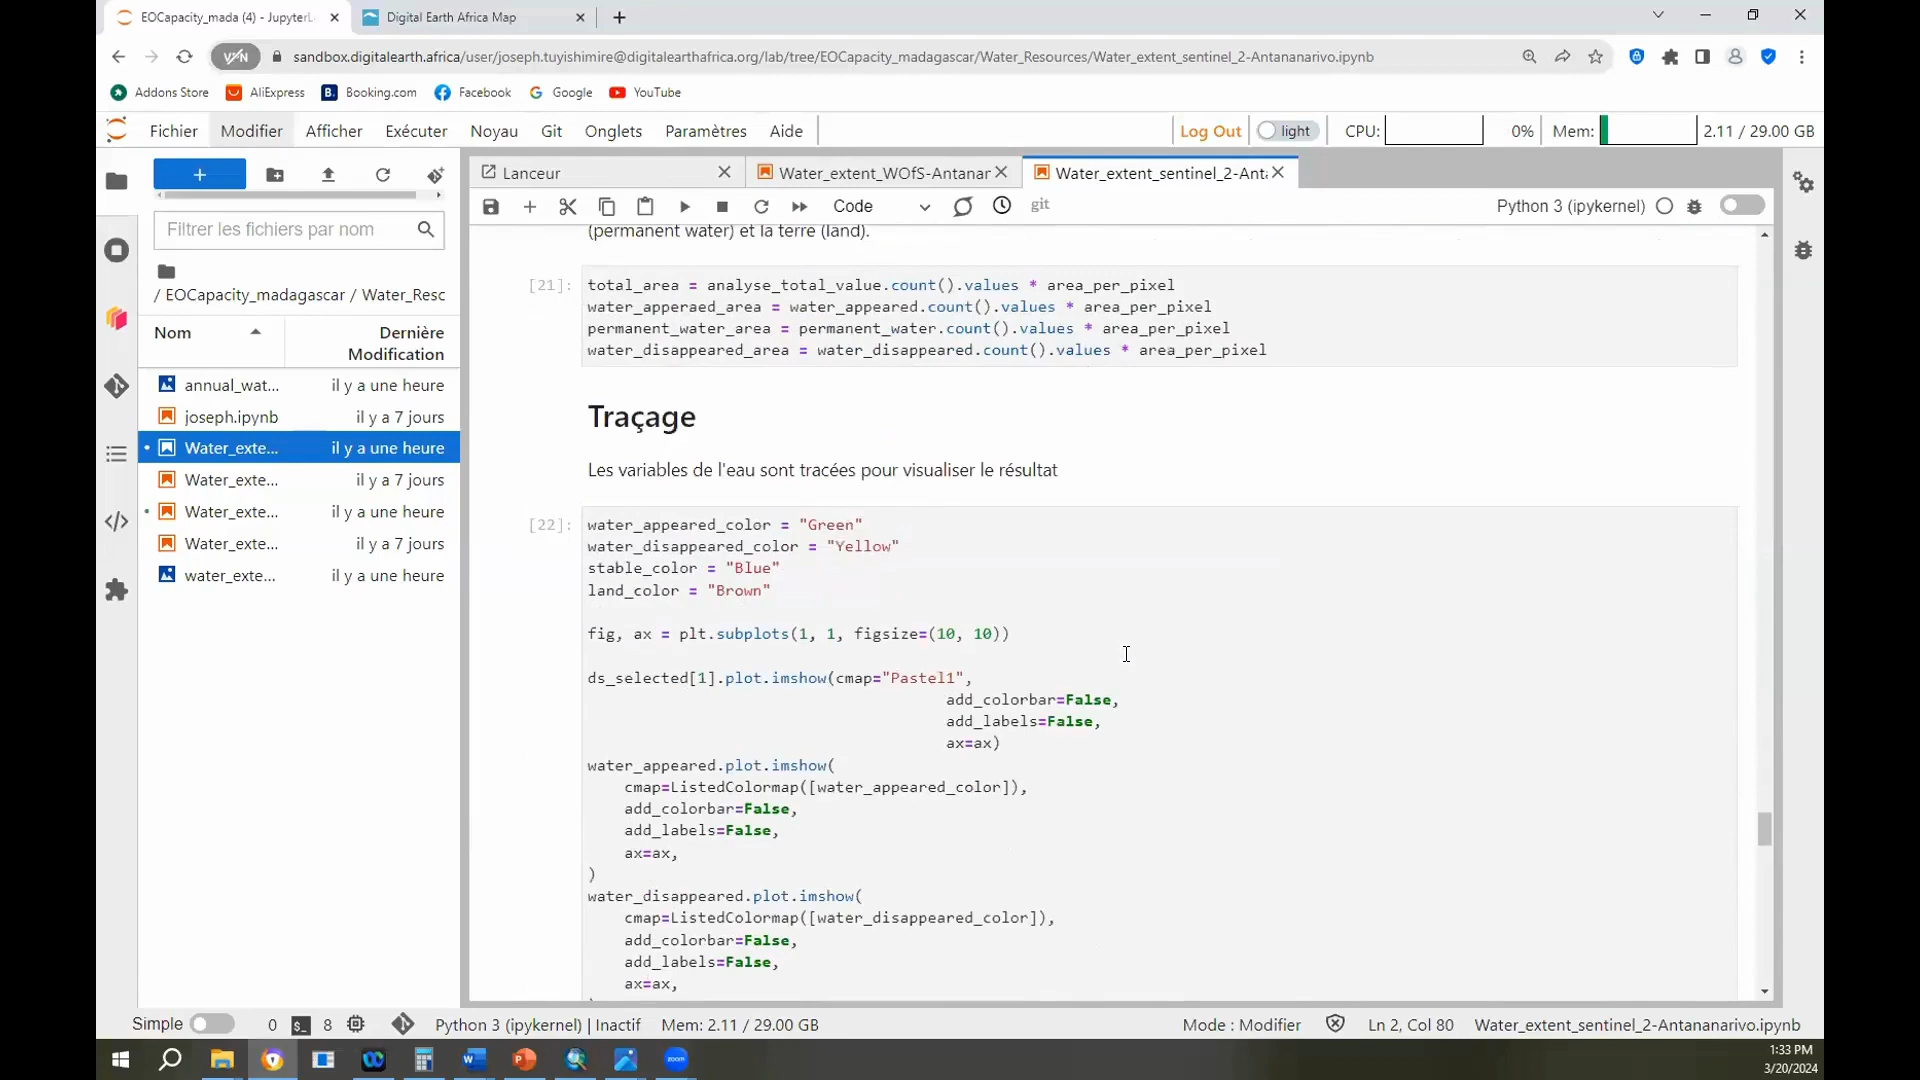 EOCapacity_mada (4) - JupyterL
Digital Earth Africa Map
sandbox.digitalearth.africa/user/joseph.tuyishimire@digitalearthafrica.org/lab/tree/EOCapacity_madagascar/Water_Resources/Water_extent_sentinel_2-Antananarivo.ipynb
Addons Store AliExpress Booking.com Facebook Google YouTube
Fichier Modifier Afficher Exécuter Noyau Git Onglets Paramètres Aide Log Out light CPU: 0% Mem: 2.11 / 29.00 GB
Lanceur Water_extent_WOfS-Antanar Water_extent_sentinel_2-Anta
Code git Python 3 (ipykernel)
Filtrer les fichiers par nom
/ EOCapacity_madagascar / Water_Resc
Nom Dernière Modification
annual_wat... il y a une heure
joseph.ipynb il y a 7 jours
Water_exte... il y a une heure
Water_exte... il y a 7 jours
Water_exte... il y a une heure
Water_exte... il y a 7 jours
water_exte... il y a une heure
(permanent water) et la terre (land).
[21]: total_area = analyse_total_value.count().values * area_per_pixel
water_apperaed_area = water_appeared.count().values * area_per_pixel
permanent_water_area = permanent_water.count().values * area_per_pixel
water_disappeared_area = water_disappeared.count().values * area_per_pixel
Traçage
Les variables de l'eau sont tracées pour visualiser le résultat
[22]: water_appeared_color = "Green"
water_disappeared_color = "Yellow"
stable_color = "Blue"
land_color = "Brown"
fig, ax = plt.subplots(1, 1, figsize=(10, 10))
ds_selected[1].plot.imshow(cmap="Pastel1",
add_colorbar=False,
add_labels=False,
ax=ax)
water_appeared.plot.imshow(
cmap=ListedColormap([water_appeared_color]),
add_colorbar=False,
add_labels=False,
ax=ax,
)
water_disappeared.plot.imshow(
cmap=ListedColormap([water_disappeared_color]),
add_colorbar=False,
add_labels=False,
ax=ax,
Simple 0 8 Python 3 (ipykernel) | Inactif Mem: 2.11 / 29.00 GB Mode : Modifier Ln 2, Col 80 Water_extent_sentinel_2-Antananarivo.ipynb
1:33 PM
3/20/2024